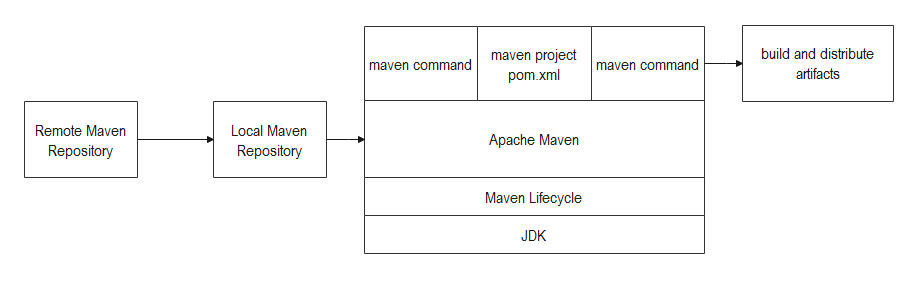 maven command
maven project
pom.xml
maven command
build and distribute
artifacts
Remote Maven
Repository
Local Maven
Repository
Apache Maven
Maven Lifecycle
JDK